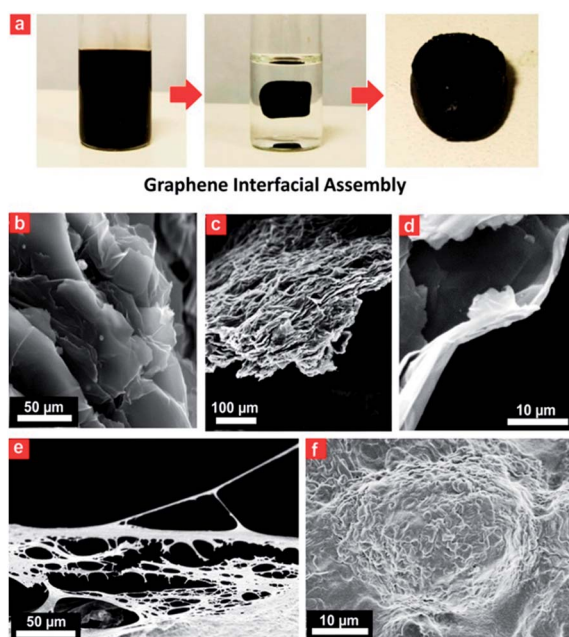 a
Graphene Interfacial Assembly
b
50 µm
c
100 µm
d
10 µm
e
50 µm
f
10 µm